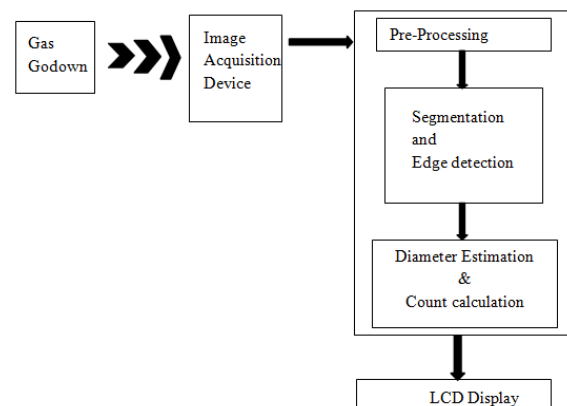 Gas
Godown
Image
Acquisition
Device
Pre-Processing
Segmentation
and
Edge detection
Diameter Estimation
&
Count calculation
LCD Display